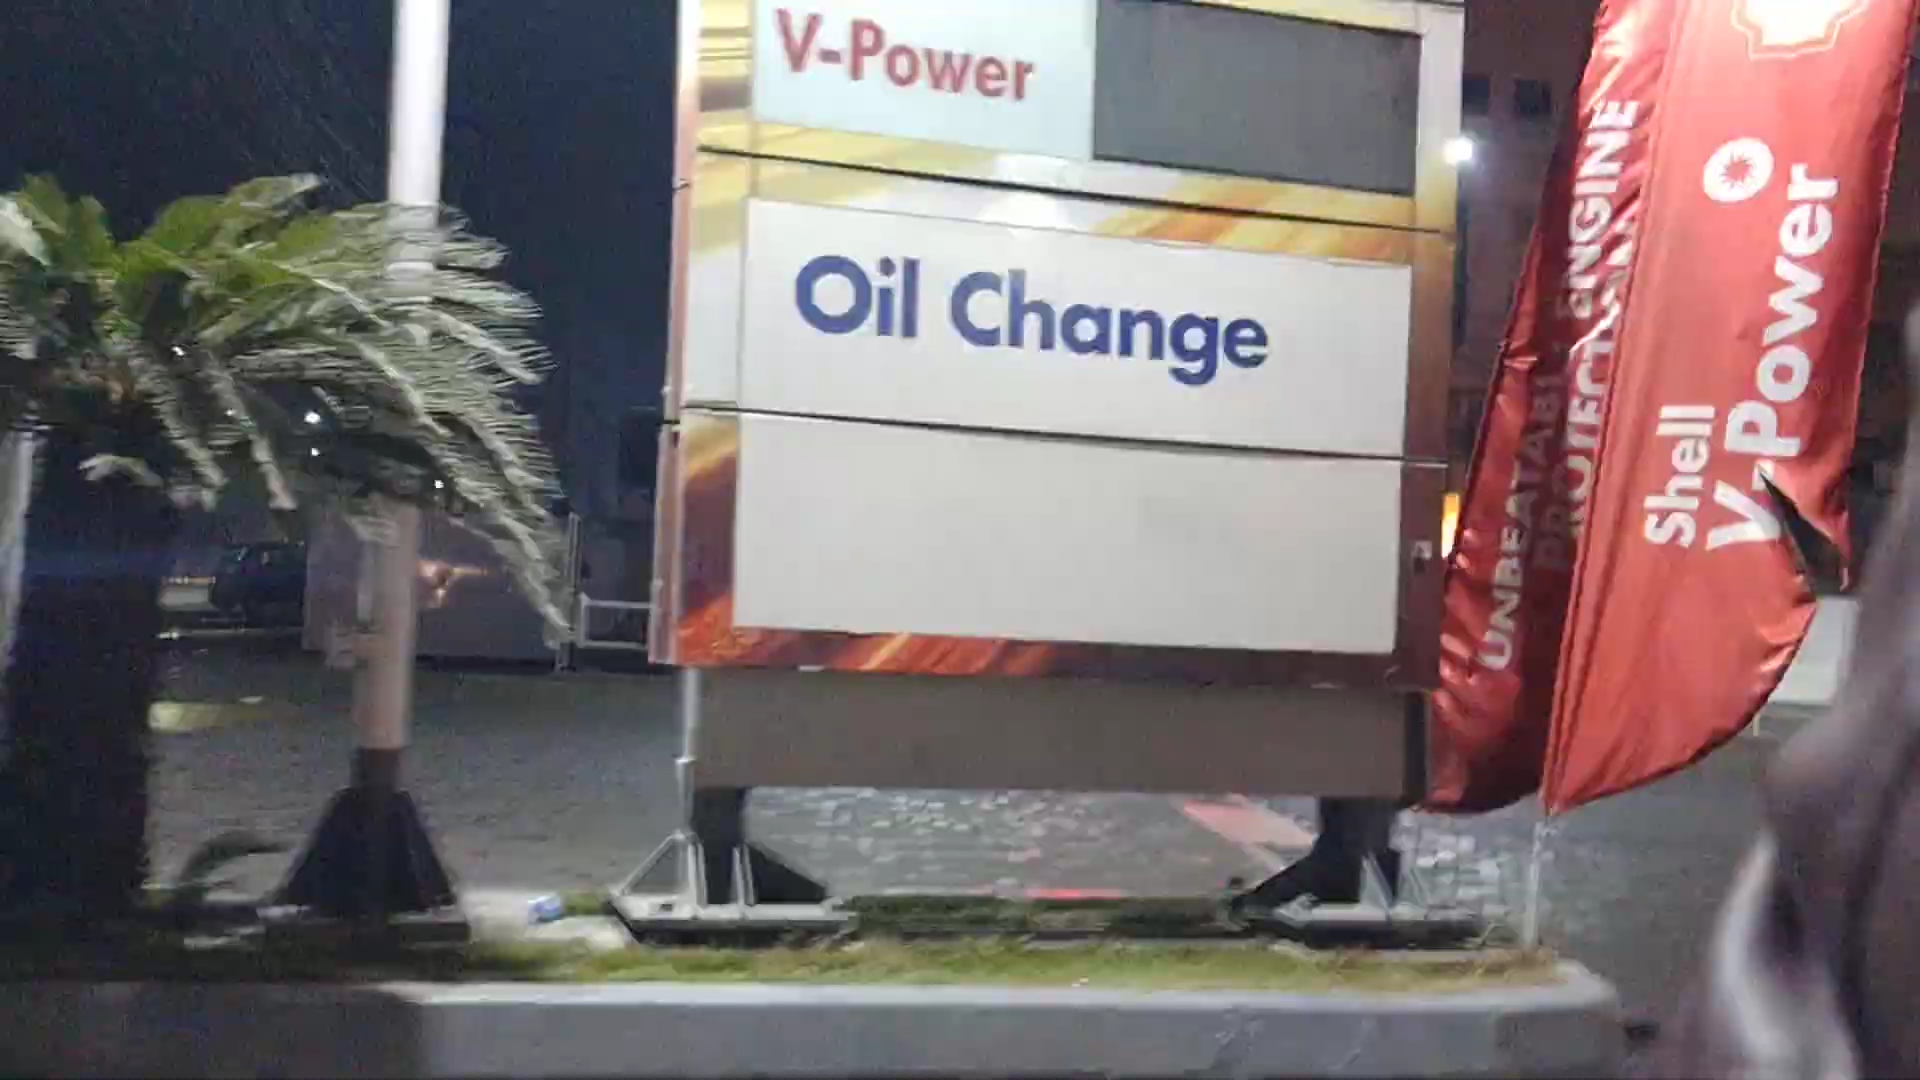 V-Power
Oil Change
UNBEATABLE ENGINE
PROTECTION
Shell
V-Power